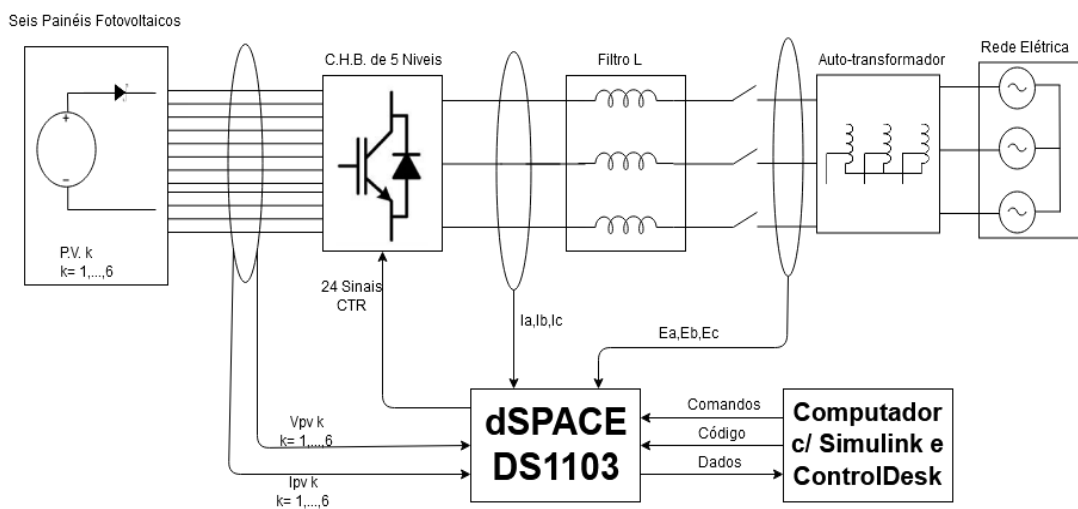 Seis Painéis Fotovoltaicos
C.H.B. de 5 Niveis
Filtro L
Auto-transformador
Rede Elétrica
P.V. k
k= 1,...,6
24 Sinais
CTR
Ia,Ib,Ic
Ea,Eb,Ec
Vpv k
k= 1,...,6
Ipv k
k= 1,...,6
dSPACE
DS1103
Comandos
Código
Dados
Computador
c/ Simulink e
ControlDesk